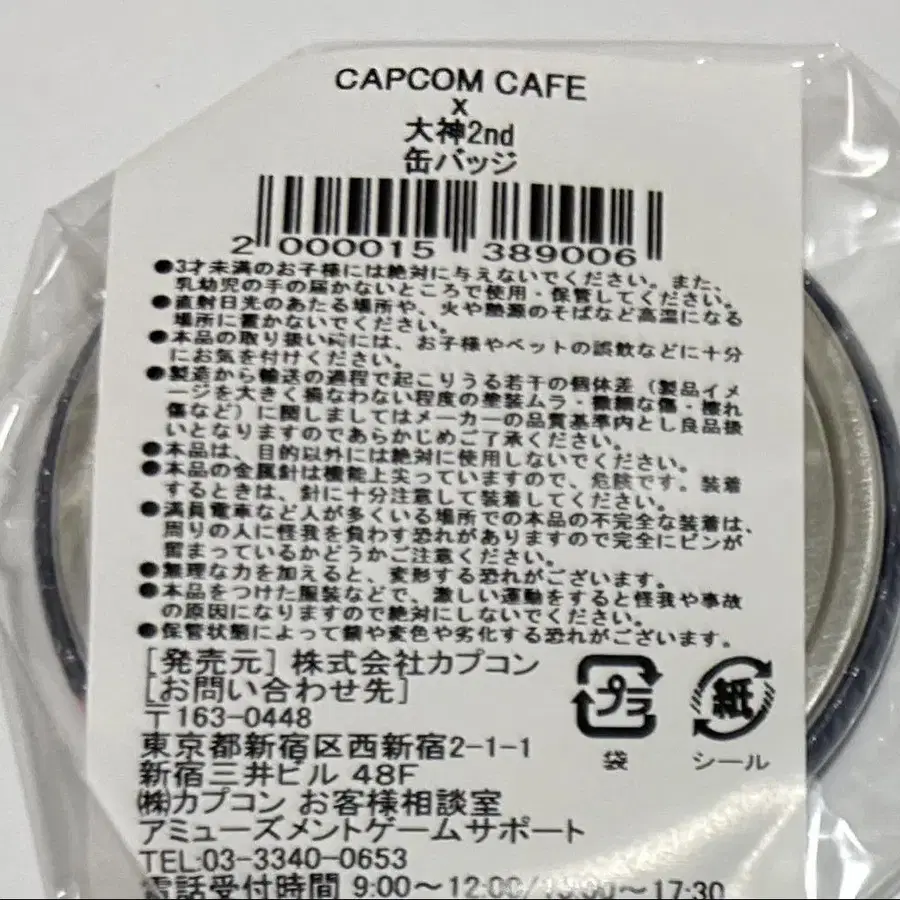 CAPCOM CAFE
x
大神2nd
缶バッジ
2 000015 389006
●3才未満のお子様には絶対に与えないでください。また、
乳幼児の手の届かないところで使用・保管してください。
●直射日光のあたる場所や、火や熱源のそばなど高温になる
場所に置かないでください。
●本品の取り扱い時には、お子様やペットの誤飲などに十分
にお気を付けください。
●製造から輸送の過程で起こりうる若干の個体差（製品イメ
ージを大きく損なわない程度の塗装ムラ・微細な傷・擦れ
傷など）に関しましてはメーカーの品質基準内とし良品扱
いとなりますのであらかじめご了承ください。
●本品は、目的以外には絶対に使用しないでください。
●本品の金属針は機能上尖っていますので、危険です。装着
するときは、針に十分注意して装着してください。
●満員電車など人が多くいる場所での本品の不完全な装着は、
周りの人に怪我を負わす恐れがありますので完全にピンが
留まっているかどうかご注意ください。
●無理な力を加えると、変形する恐れがございます。
●本品をつけた服装などで、激しい運動をすると怪我や事故
の原因になりますので絶対にしないでください。
●保管状態によって錆や変色や劣化する恐れがございます。
[発売元] 株式会社カプコン
[お問い合わせ先]
〒163-0448
東京都新宿区西新宿2-1-1
新宿三井ビル 48F
㈱カプコン お客様相談室
アミューズメントゲームサポート
TEL:03-3340-0653
電話受付時間 9:00～12:00/13:00～17:30
プラ
袋
紙
シール